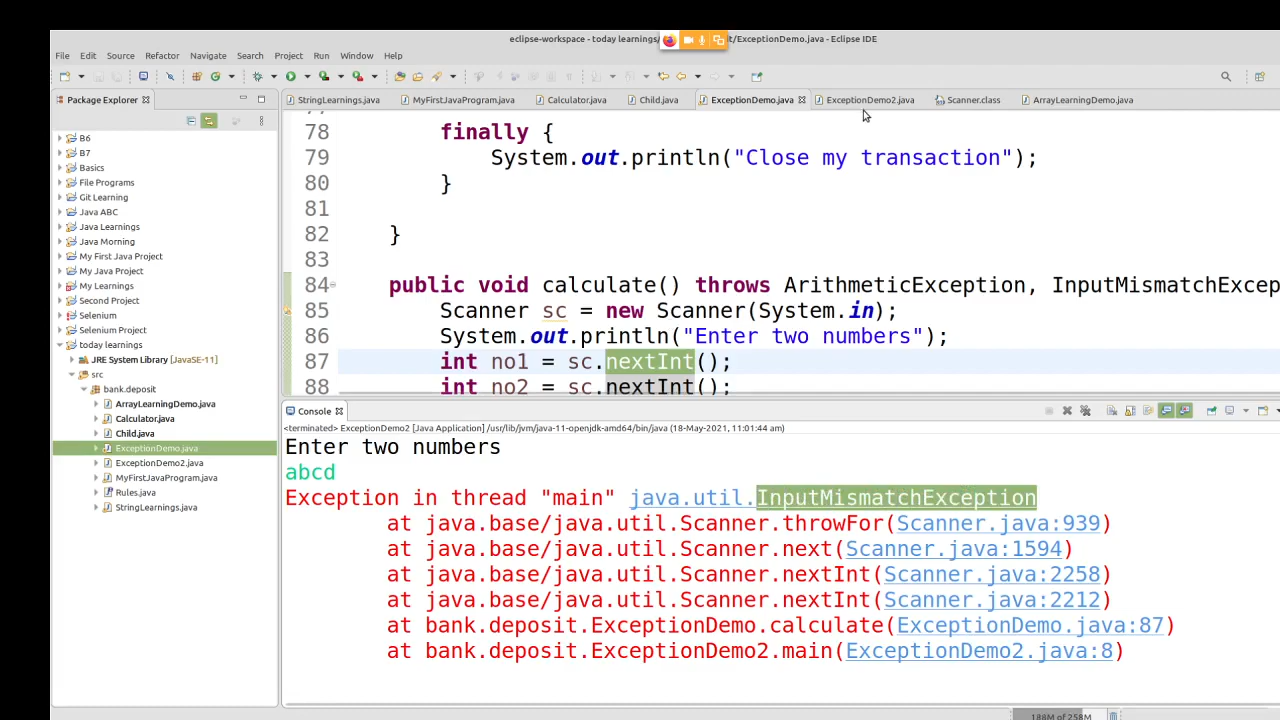 eclipse-workspace - today learnings/ t/ExceptionDemo.java - Eclipse IDE
File Edit Source Refactor Navigate Search Project Run Window Help
Package Explorer
StringLearnings.java MyFirstJavaProgram.java Calculator.java Child.java ExceptionDemo.java ExceptionDemo2.java Scanner.class ArrayLearningDemo.java
B6
B7
Basics
File Programs
Git Learning
Java ABC
Java Learnings
Java Morning
My First Java Project
My Java Project
My Learnings
Second Project
Selenium
Selenium Project
today learnings
JRE System Library [JavaSE-11]
src
bank.deposit
ArrayLearningDemo.java
Calculator.java
Child.java
ExceptionDemo.java
ExceptionDemo2.java
MyFirstJavaProgram.java
Rules.java
StringLearnings.java
78 finally {
79 System.out.println("Close my transaction");
80 }
81
82 }
83
84 public void calculate() throws ArithmeticException, InputMismatchExcep
85 Scanner sc = new Scanner(System.in);
86 System.out.println("Enter two numbers");
87 int no1 = sc.nextInt();
88 int no2 = sc.nextInt();
Console
<terminated> ExceptionDemo2 [Java Application] /usr/lib/jvm/java-11-openjdk-amd64/bin/java (18-May-2021, 11:01:44 am)
Enter two numbers
abcd
Exception in thread "main" java.util.InputMismatchException
at java.base/java.util.Scanner.throwFor(Scanner.java:939)
at java.base/java.util.Scanner.next(Scanner.java:1594)
at java.base/java.util.Scanner.nextInt(Scanner.java:2258)
at java.base/java.util.Scanner.nextInt(Scanner.java:2212)
at bank.deposit.ExceptionDemo.calculate(ExceptionDemo.java:87)
at bank.deposit.ExceptionDemo2.main(ExceptionDemo2.java:8)
188M of 258M